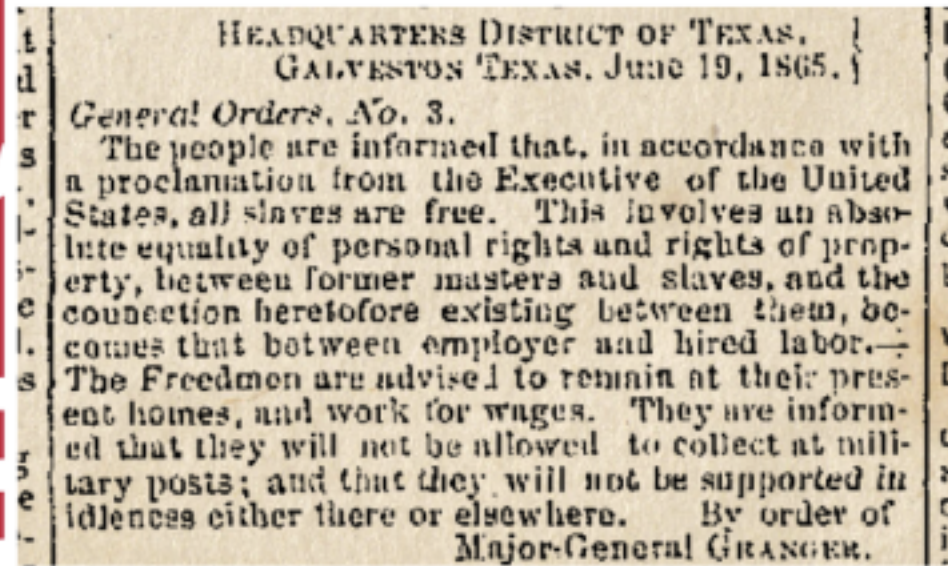 HEADQUARTERS DISTRICT OF TEXAS,
GALVESTON TEXAS, June 19, 1865.
General Orders, No. 3.
The people are informed that, in accordance with
a proclamation from the Executive of the United
States, all slaves are free. This involves an abso-
lute equality of personal rights and rights of prop-
erty, between former masters and slaves, and the
connection heretofore existing between them, be-
comes that between employer and hired labor.—
The Freedmen are advised to remain at their pres-
ent homes, and work for wages. They are inform-
ed that they will not be allowed to collect at mili-
tary posts; and that they will not be supported in
idleness either there or elsewhere. By order of
Major-General GRANGER.